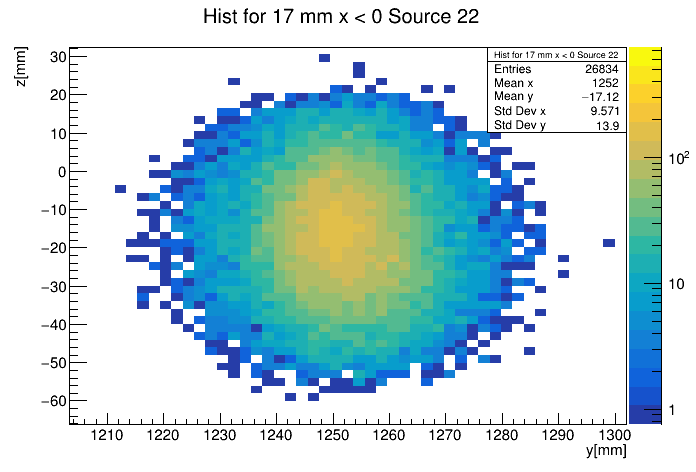 Hist for 17 mm x < 0 Source 22
z[mm]
30
20
10
0
−10
−20
−30
−40
−50
−60
Hist for 17 mm x < 0 Source 22
Entries 26834
Mean x 1252
Mean y −17.12
Std Dev x 9.571
Std Dev y 13.9
10²
10
1
1210 1220 1230 1240 1250 1260 1270 1280 1290 1300
y[mm]